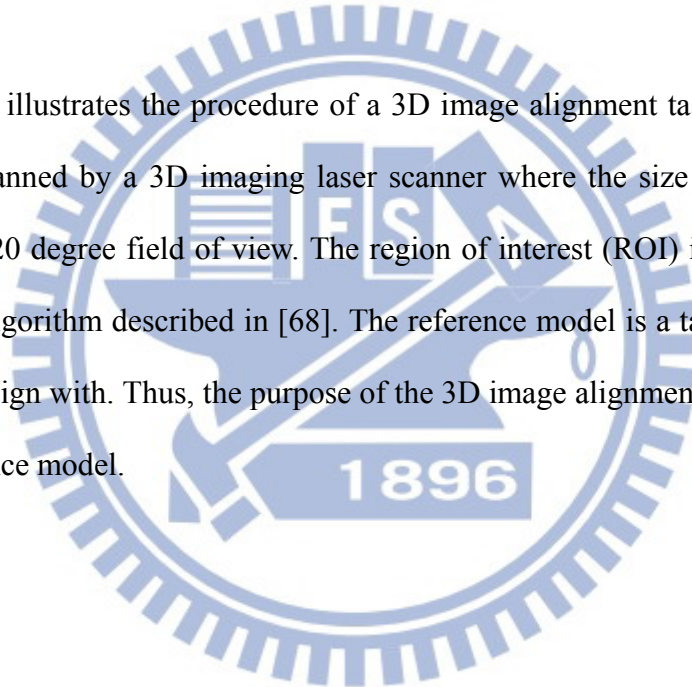 illustrates the procedure of a 3D image alignment ta
nned by a 3D imaging laser scanner where the size
20 degree field of view. The region of interest (ROI) i
gorithm described in [68]. The reference model is a ta
ign with. Thus, the purpose of the 3D image alignmen
ce model.
ES
A
1896